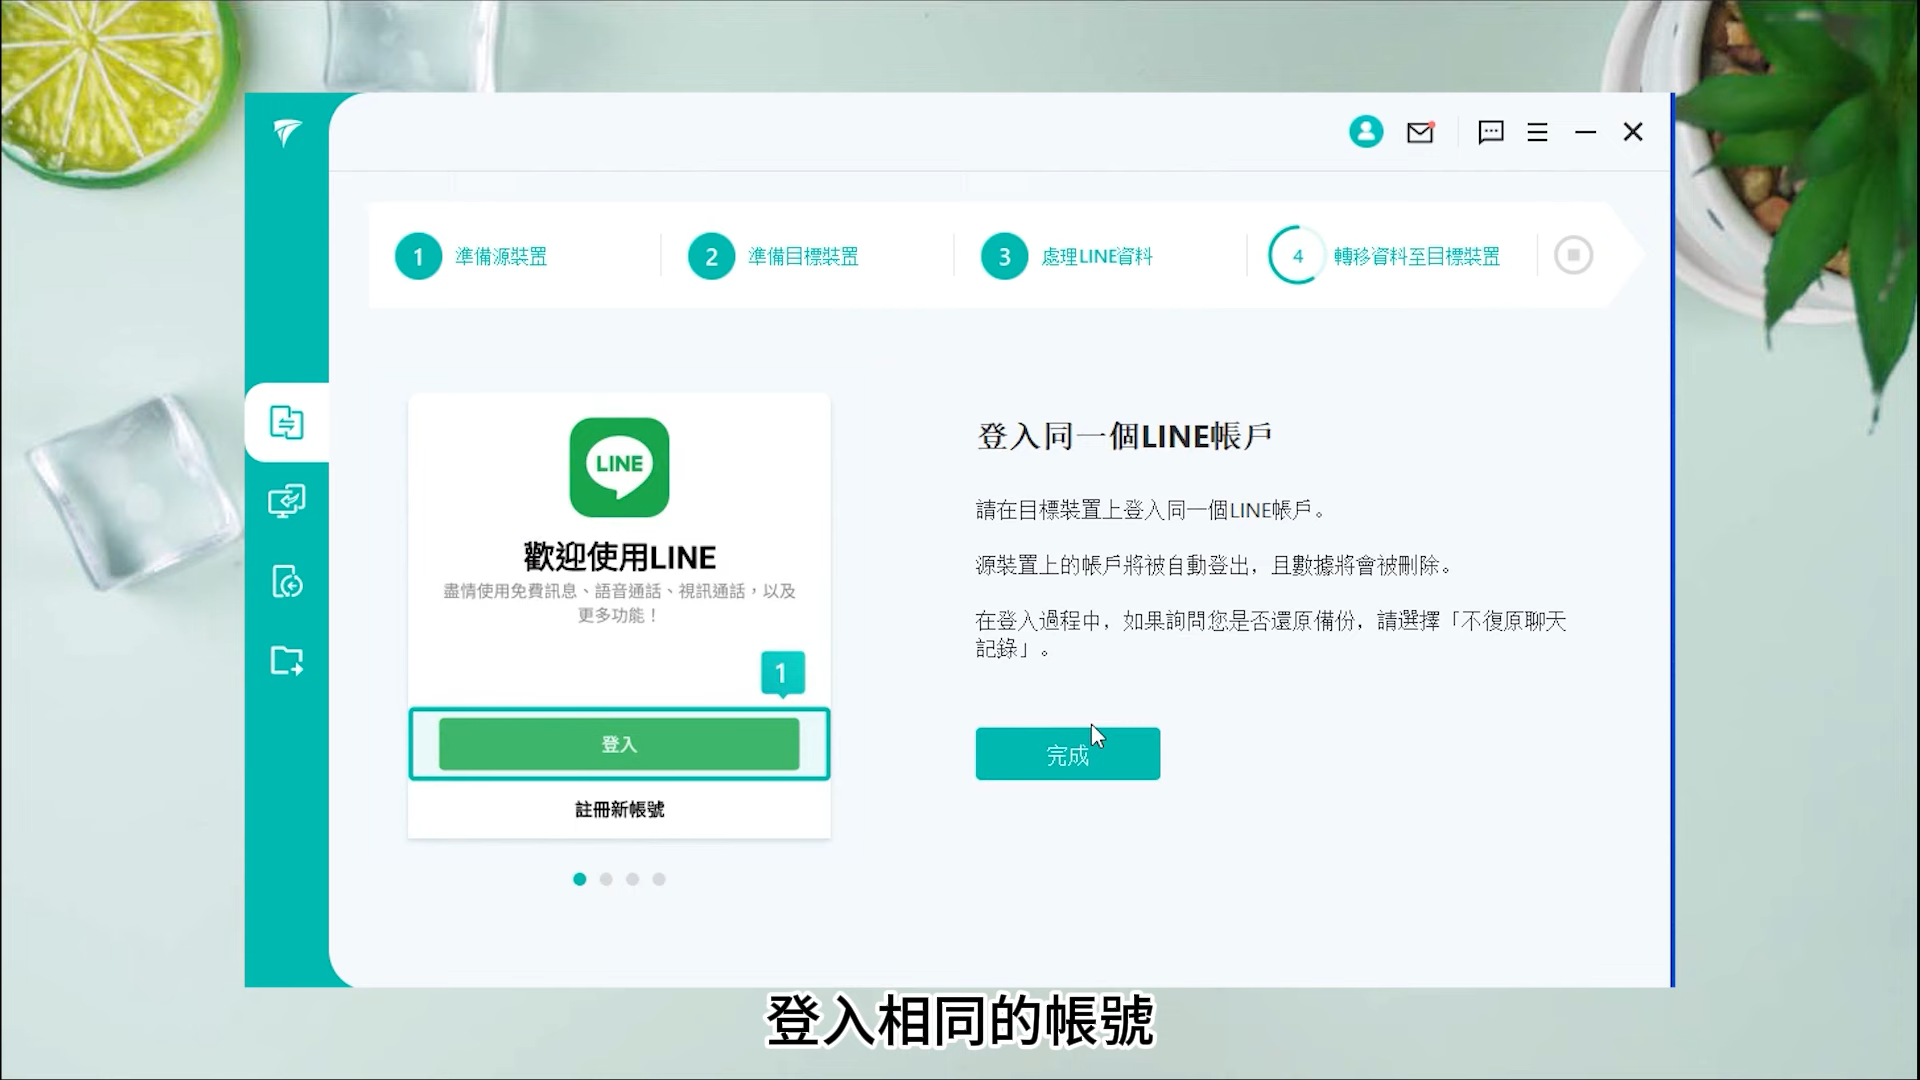 1 準備源裝置
2 準備目標裝置
3 處理LINE資料
4 轉移資料至目標裝置
LINE
歡迎使用LINE
盡情使用免費訊息、語音通話、視訊通話，以及
更多功能！
1
登入
註冊新帳號
登入同一個LINE帳戶
請在目標裝置上登入同一個LINE帳戶。
源裝置上的帳戶將被自動登出，且數據將會被刪除。
在登入過程中，如果詢問您是否還原備份，請選擇「不復原聊天
記錄」。
完成
登入相同的帳號